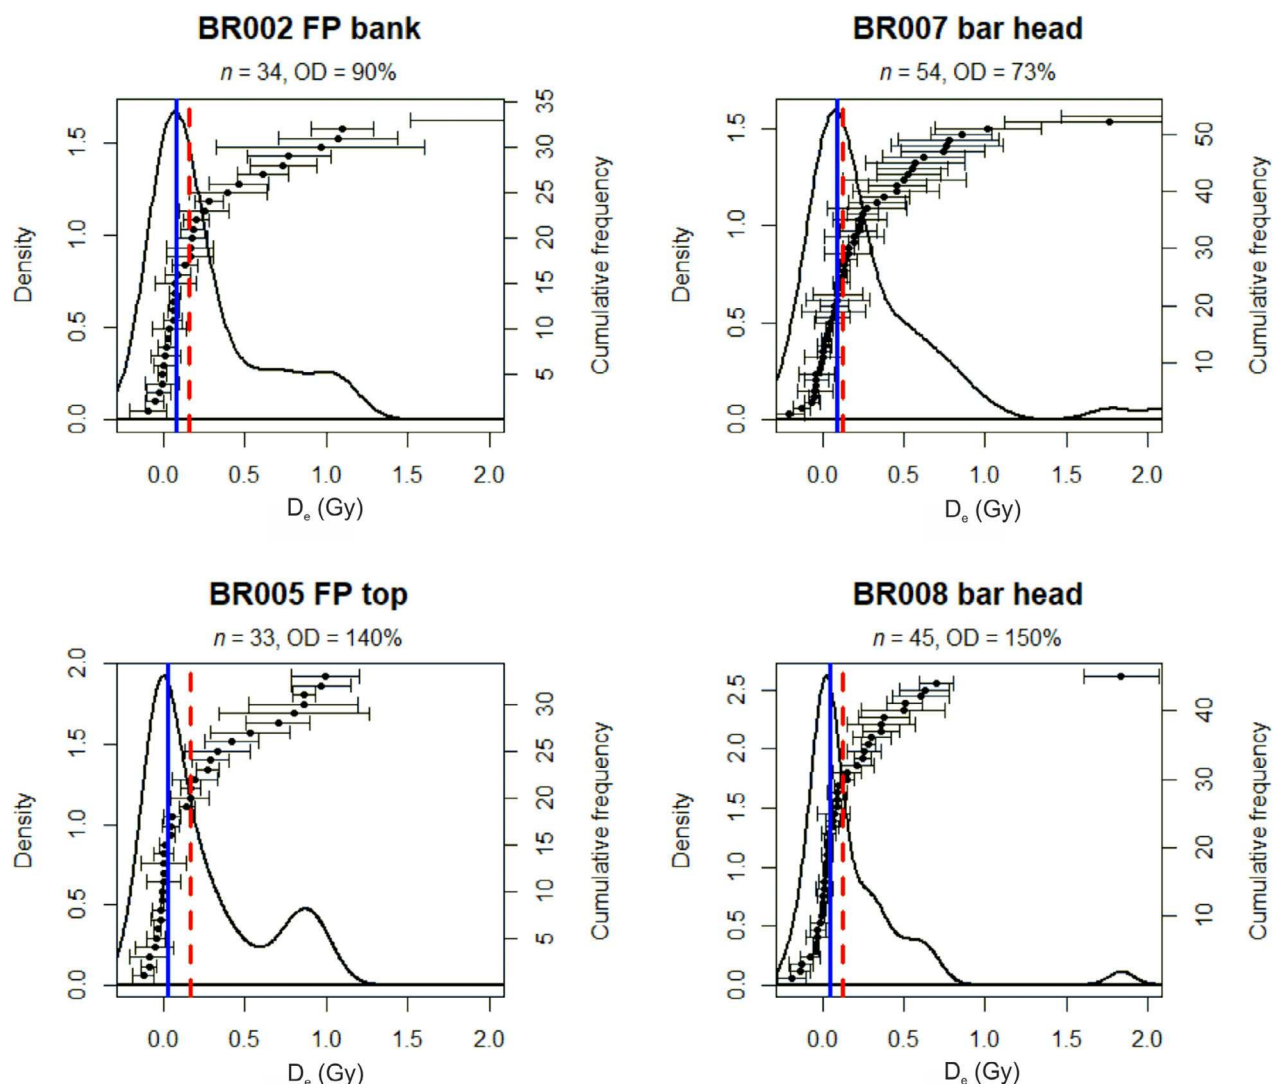 BR002 FP bank
n = 34, OD = 90%
Density
0.0 0.5 1.0 1.5
Cumulative frequency
5 10 15 20 25 30 35
0.0 0.5 1.0 1.5 2.0
De (Gy)
BR007 bar head
n = 54, OD = 73%
Density
0.0 0.5 1.0 1.5
Cumulative frequency
10 20 30 40 50
0.0 0.5 1.0 1.5 2.0
De (Gy)
BR005 FP top
n = 33, OD = 140%
Density
0.0 0.5 1.0 1.5 2.0
Cumulative frequency
5 10 15 20 25 30
0.0 0.5 1.0 1.5 2.0
De (Gy)
BR008 bar head
n = 45, OD = 150%
Density
0.0 0.5 1.0 1.5 2.0 2.5
Cumulative frequency
10 20 30 40
0.0 0.5 1.0 1.5 2.0
De (Gy)